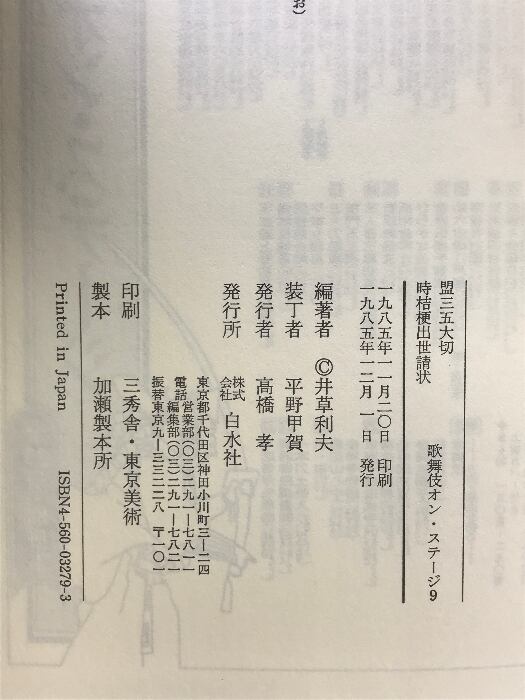 お）
盟三五大切
時桔梗出世請状
歌舞伎オン・ステージ9
一九八五年一一月二〇日　印刷
一九八五年一二月　一日　発行
編著者　©井草利夫
装丁者　平野甲賀
発行者　高橋　孝
発行所　株式会社　白水社
東京都千代田区神田小川町三―二四
電話　営業部(〇三)二九一―七八一一
編集部(〇三)二九一―七八二一
振替東京九―三三二二八　〒一〇一
印刷　三秀舎・東京美術
製本　加瀬製本所
Printed in Japan　ISBN4-560-03279-3